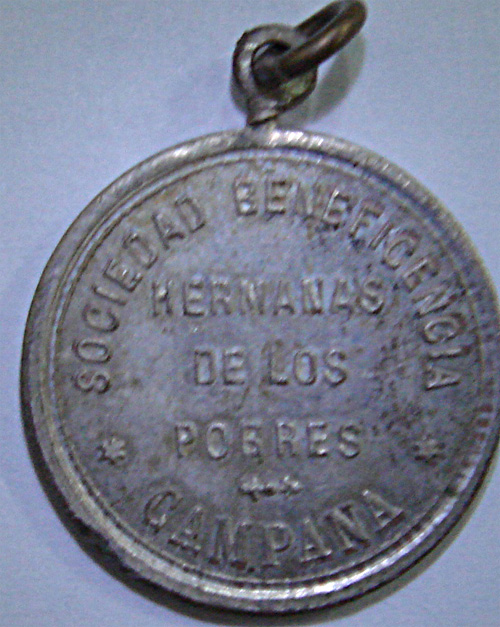 SOCIEDAD BENEFICENCIA
HERMANAS
DE LOS
POBRES
CAMPANA